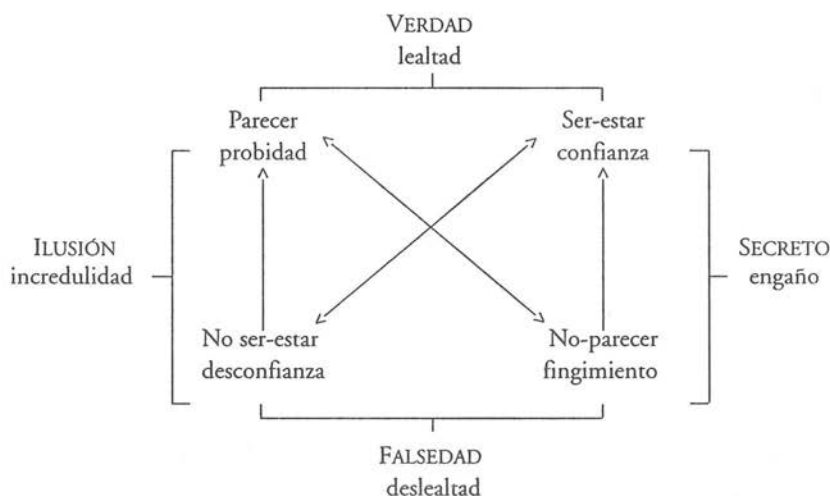 VERDAD
lealtad
Parecer
probidad
Ser-estar
confianza
ILUSIÓN
incredulidad
SECRETO
engaño
No ser-estar
desconfianza
No-parecer
fingimiento
FALSEDAD
deslealtad